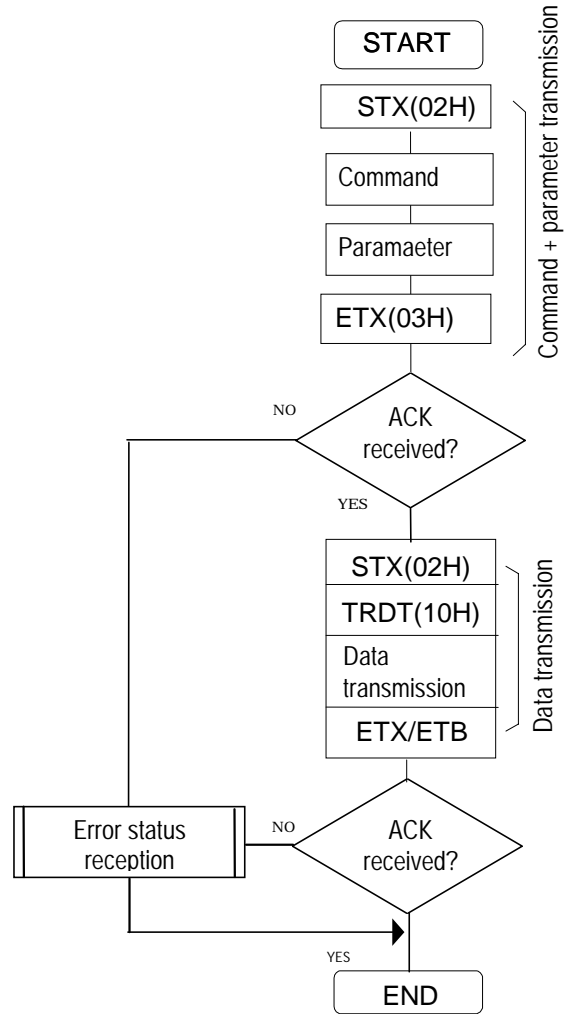 START
STX(02H)
Command
Paramaeter
ETX(03H)
Command + parameter transmission
NO
ACK
received?
YES
STX(02H)
TRDT(10H)
Data
transmission
ETX/ETB
Data transmission
Error status
reception
NO
ACK
received?
YES
END